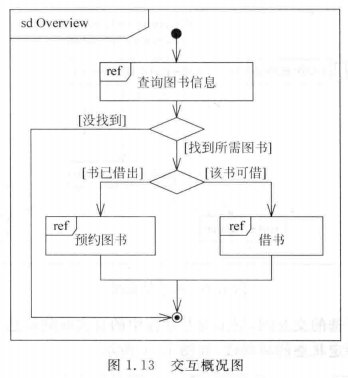 sd Overview
ref
查询图书信息
[没找到]
[找到所需图书]
[书已借出]
[该书可借]
ref
预约图书
ref
借书
图 1.13 交互概况图